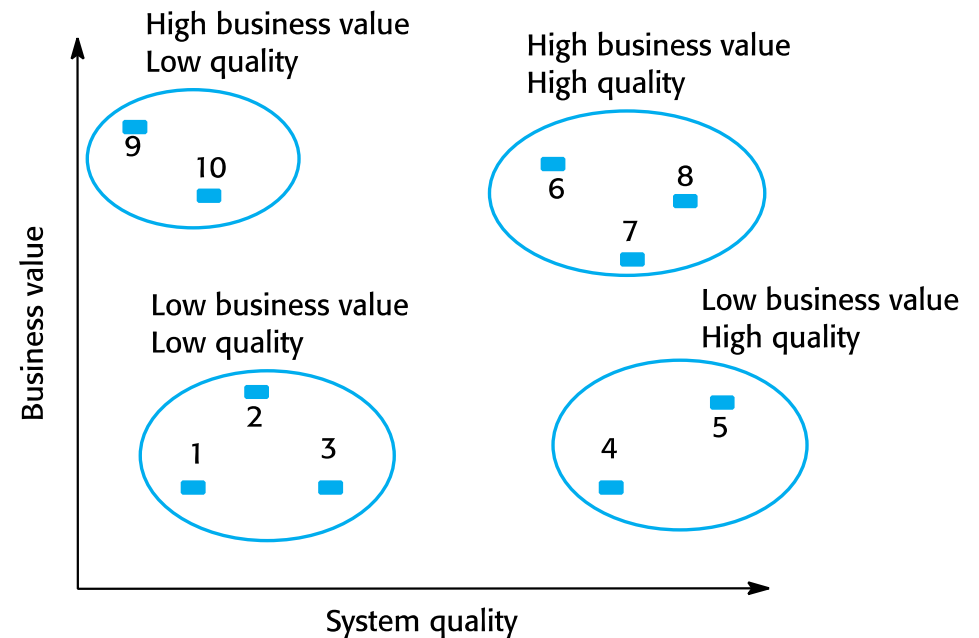 High business value
Low quality
High business value
High quality
9
10
6
8
7
Business value
Low business value
Low quality
Low business value
High quality
2
1
3
5
4
System quality